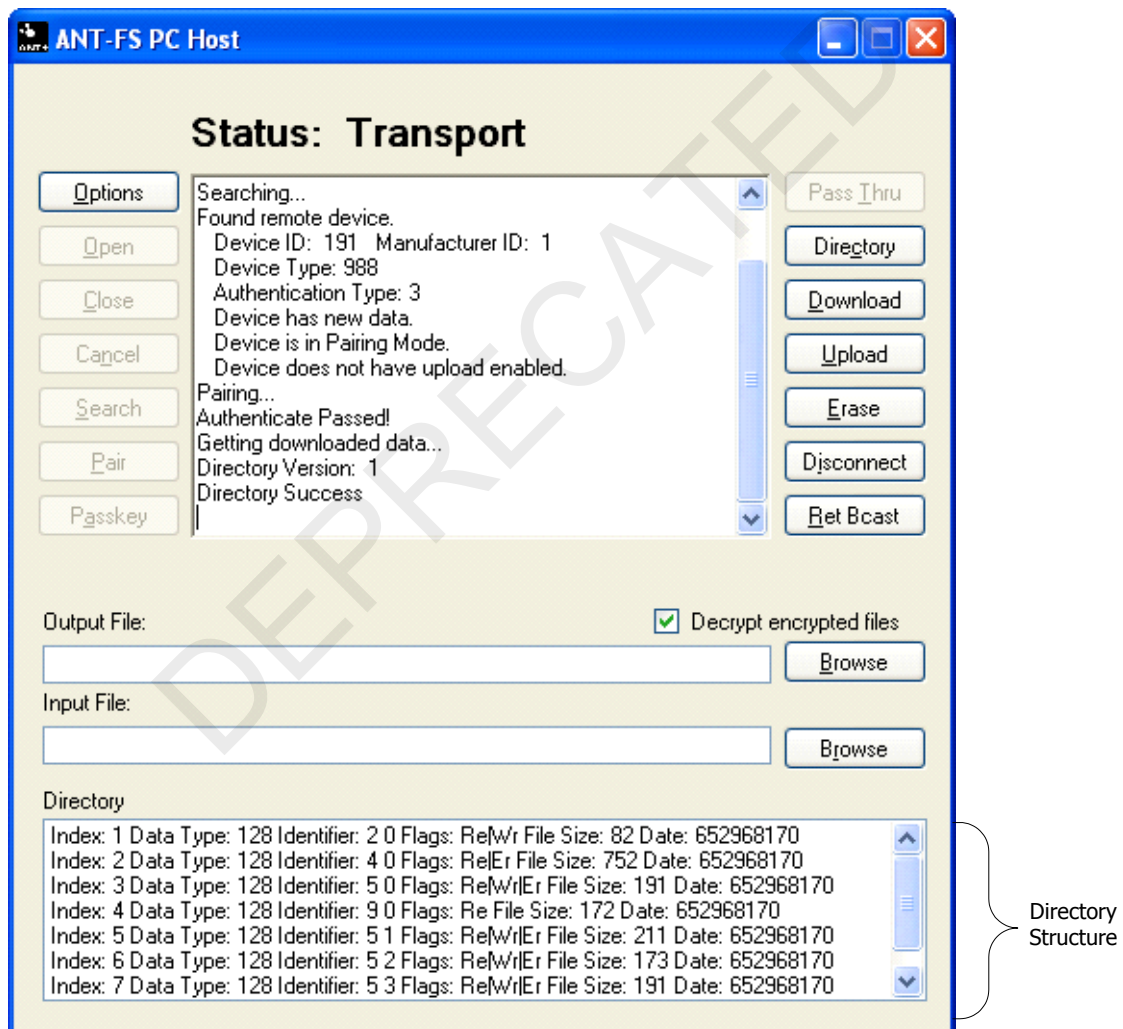 ANT-FS PC Host
Status: Transport
Options
Open
Close
Cancel
Search
Pair
Passkey
Searching...
Found remote device.
Device ID: 191 Manufacturer ID: 1
Device Type: 988
Authentication Type: 3
Device has new data.
Device is in Pairing Mode.
Device does not have upload enabled.
Pairing...
Authenticate Passed!
Getting downloaded data...
Directory Version: 1
Directory Success
Pass Thru
Directory
Download
Upload
Erase
Disconnect
Ret Bcast
Output File:
Decrypt encrypted files
Browse
Input File:
Browse
Directory
Index: 1 Data Type: 128 Identifier: 2 0 Flags: Re|Wr File Size: 82 Date: 652968170
Index: 2 Data Type: 128 Identifier: 4 0 Flags: Re|Er File Size: 752 Date: 652968170
Index: 3 Data Type: 128 Identifier: 5 0 Flags: Re|Wr|Er File Size: 191 Date: 652968170
Index: 4 Data Type: 128 Identifier: 9 0 Flags: Re File Size: 172 Date: 652968170
Index: 5 Data Type: 128 Identifier: 5 1 Flags: Re|Wr|Er File Size: 211 Date: 652968170
Index: 6 Data Type: 128 Identifier: 5 2 Flags: Re|Wr|Er File Size: 173 Date: 652968170
Index: 7 Data Type: 128 Identifier: 5 3 Flags: Re|Wr|Er File Size: 191 Date: 652968170
Directory
Structure
DEPRECATED